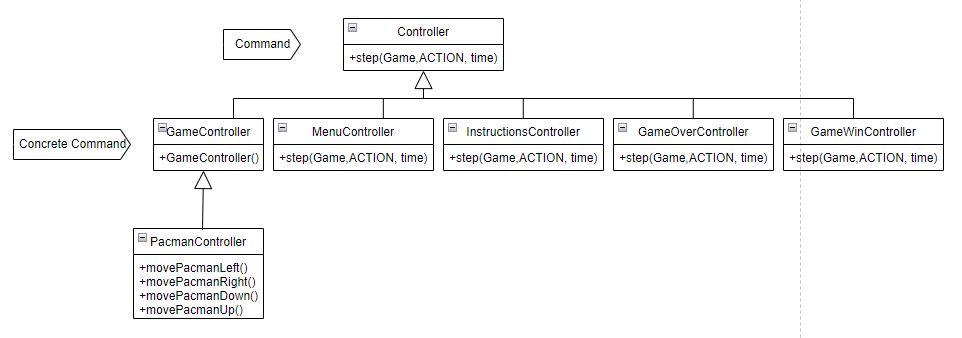 Controller
Command
+step(Game,ACTION, time)
GameController
MenuController
InstructionsController
GameOverController
GameWinController
Concrete Command
+GameController()
+step(Game,ACTION, time)
+step(Game,ACTION, time)
+step(Game,ACTION, time)
+step(Game,ACTION, time)
PacmanController
+movePacmanLeft()
+movePacmanRight()
+movePacmanDown()
+movePacmanUp()